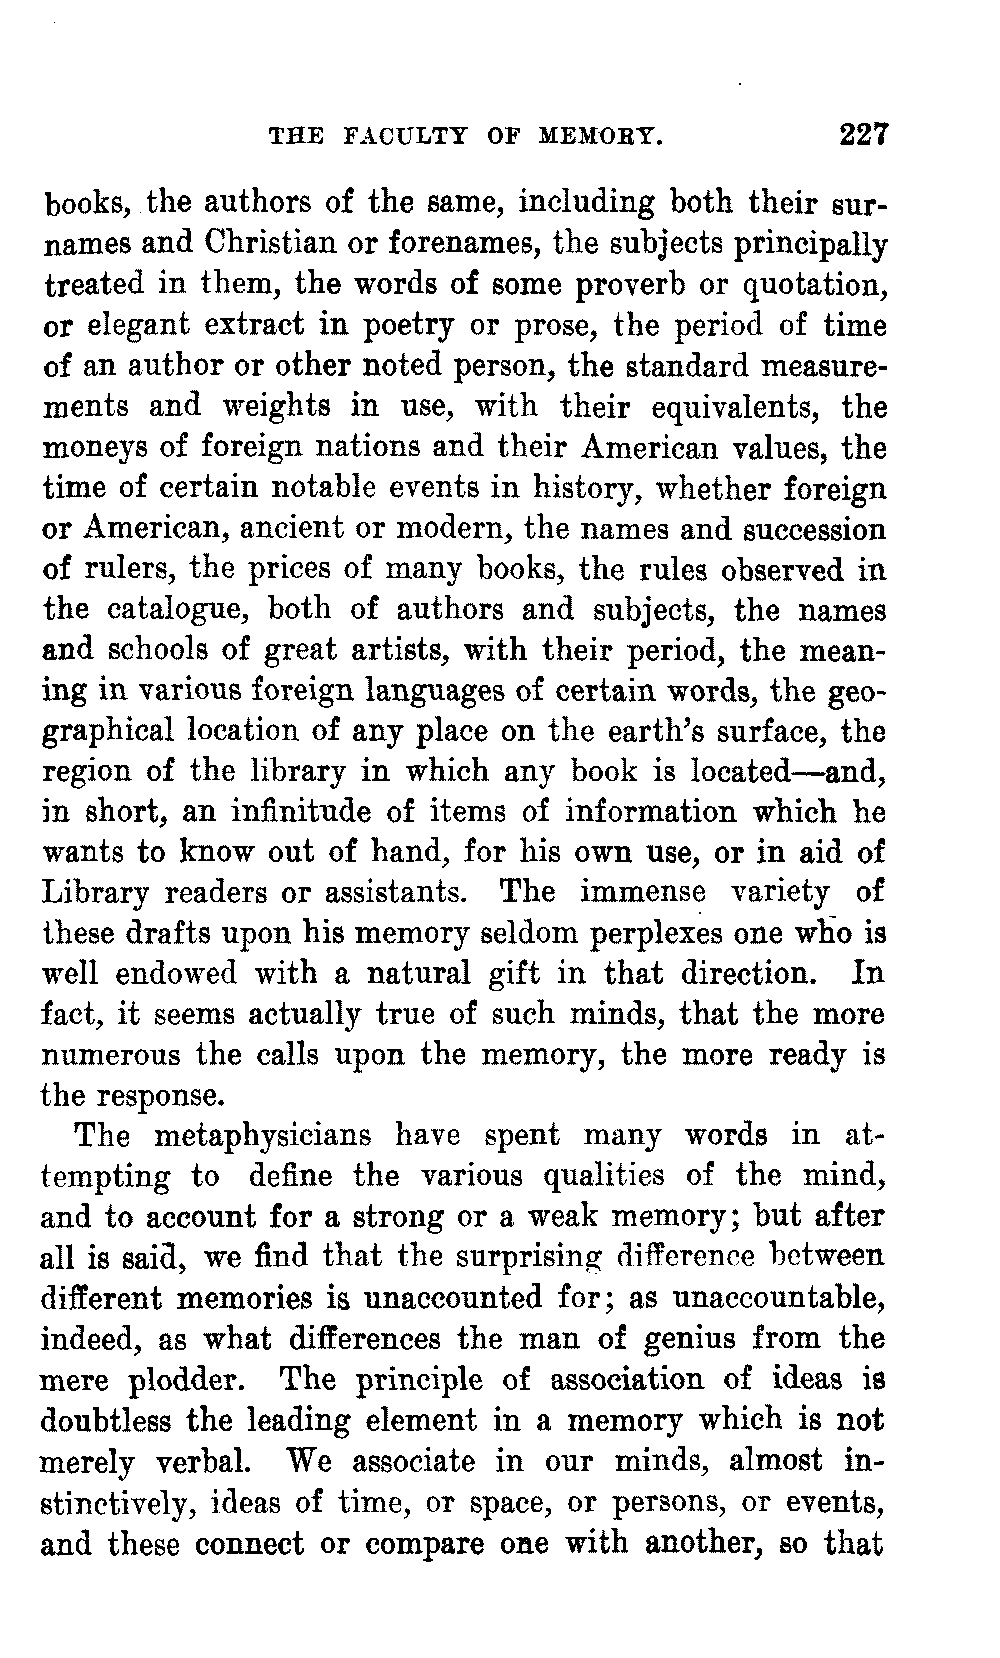 THE FACULTY OF MEMORY. 227
books, the authors of the same, including both their sur-
names and Christian or forenames, the subjects principally
treated in them, the words of some proverb or quotation,
or elegant extract in poetry or prose, the period of time
of an author or other noted person, the standard measure-
ments and weights in use, with their equivalents, the
moneys of foreign nations and their American values, the
time of certain notable events in history, whether foreign
or American, ancient or modern, the names and succession
of rulers, the prices of many books, the rules observed in
the catalogue, both of authors and subjects, the names
and schools of great artists, with their period, the mean-
ing in various foreign languages of certain words, the geo-
graphical location of any place on the earth's surface, the
region of the library in which any book is located—and,
in short, an infinitude of items of information which he
wants to know out of hand, for his own use, or in aid of
Library readers or assistants. The immense variety of
these drafts upon his memory seldom perplexes one who is
well endowed with a natural gift in that direction. In
fact, it seems actually true of such minds, that the more
numerous the calls upon the memory, the more ready is
the response.
The metaphysicians have spent many words in at-
tempting to define the various qualities of the mind,
and to account for a strong or a weak memory; but after
all is said, we find that the surprising difference between
different memories is unaccounted for; as unaccountable,
indeed, as what differences the man of genius from the
mere plodder. The principle of association of ideas is
doubtless the leading element in a memory which is not
merely verbal. We associate in our minds, almost in-
stinctively, ideas of time, or space, or persons, or events,
and these connect or compare one with another, so that